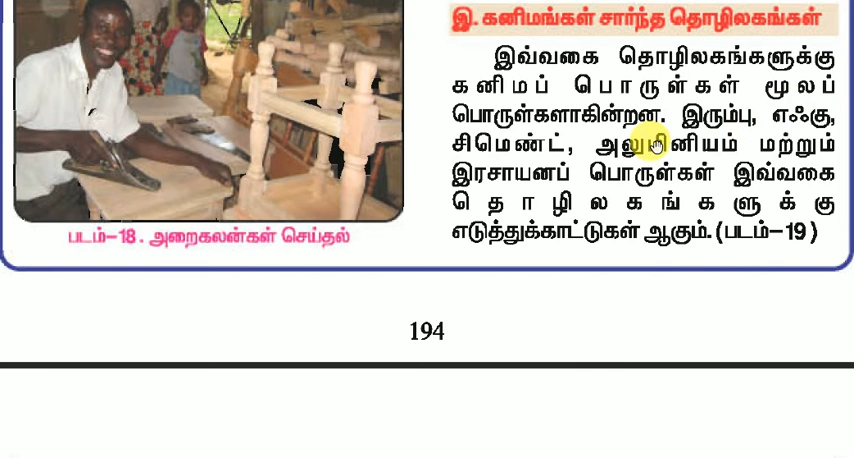 இ. கனிமங்கள் சார்ந்த தொழிலகங்கள்
இவ்வகை தொழிலகங்களுக்கு
கனிமப் பொருள்கள் மூலப்
பொருள்களாகின்றன. இரும்பு, எஃகு,
சிமெண்ட், அலுமினியம் மற்றும்
இரசாயனப் பொருள்கள் இவ்வகை
தொழிலகங்களுக்கு
எடுத்துக்காட்டுகள் ஆகும். (படம்–19)
படம்–18. அறைகலன்கள் செய்தல்
194